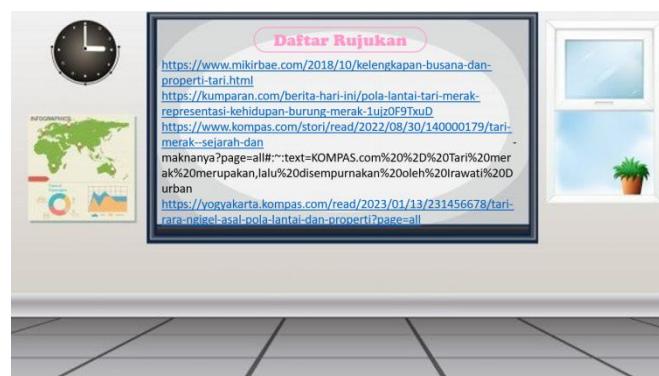 Daftar Rujukan
https://www.mikirbae.com/2018/10/kelengkapan-busana-dan-
properti-tari.html
https://kumparan.com/berita-hari-ini/pola-lantai-tari-merak-
representasi-kehidupan-burung-merak-1ujz0F9TxuD
https://www.kompas.com/stori/read/2022/08/30/140000179/tari-
merak--sejarah-dan -
maknanya?page=all#:~:text=KOMPAS.com%20%2D%20Tari%20mer
ak%20merupakan,lalu%20disempurnakan%20oleh%20Irawati%20D
urban
https://yogyakarta.kompas.com/read/2023/01/13/231456678/tari-
rara-ngigel-asal-pola-lantai-dan-properti?page=all
INFOGRAPHICS